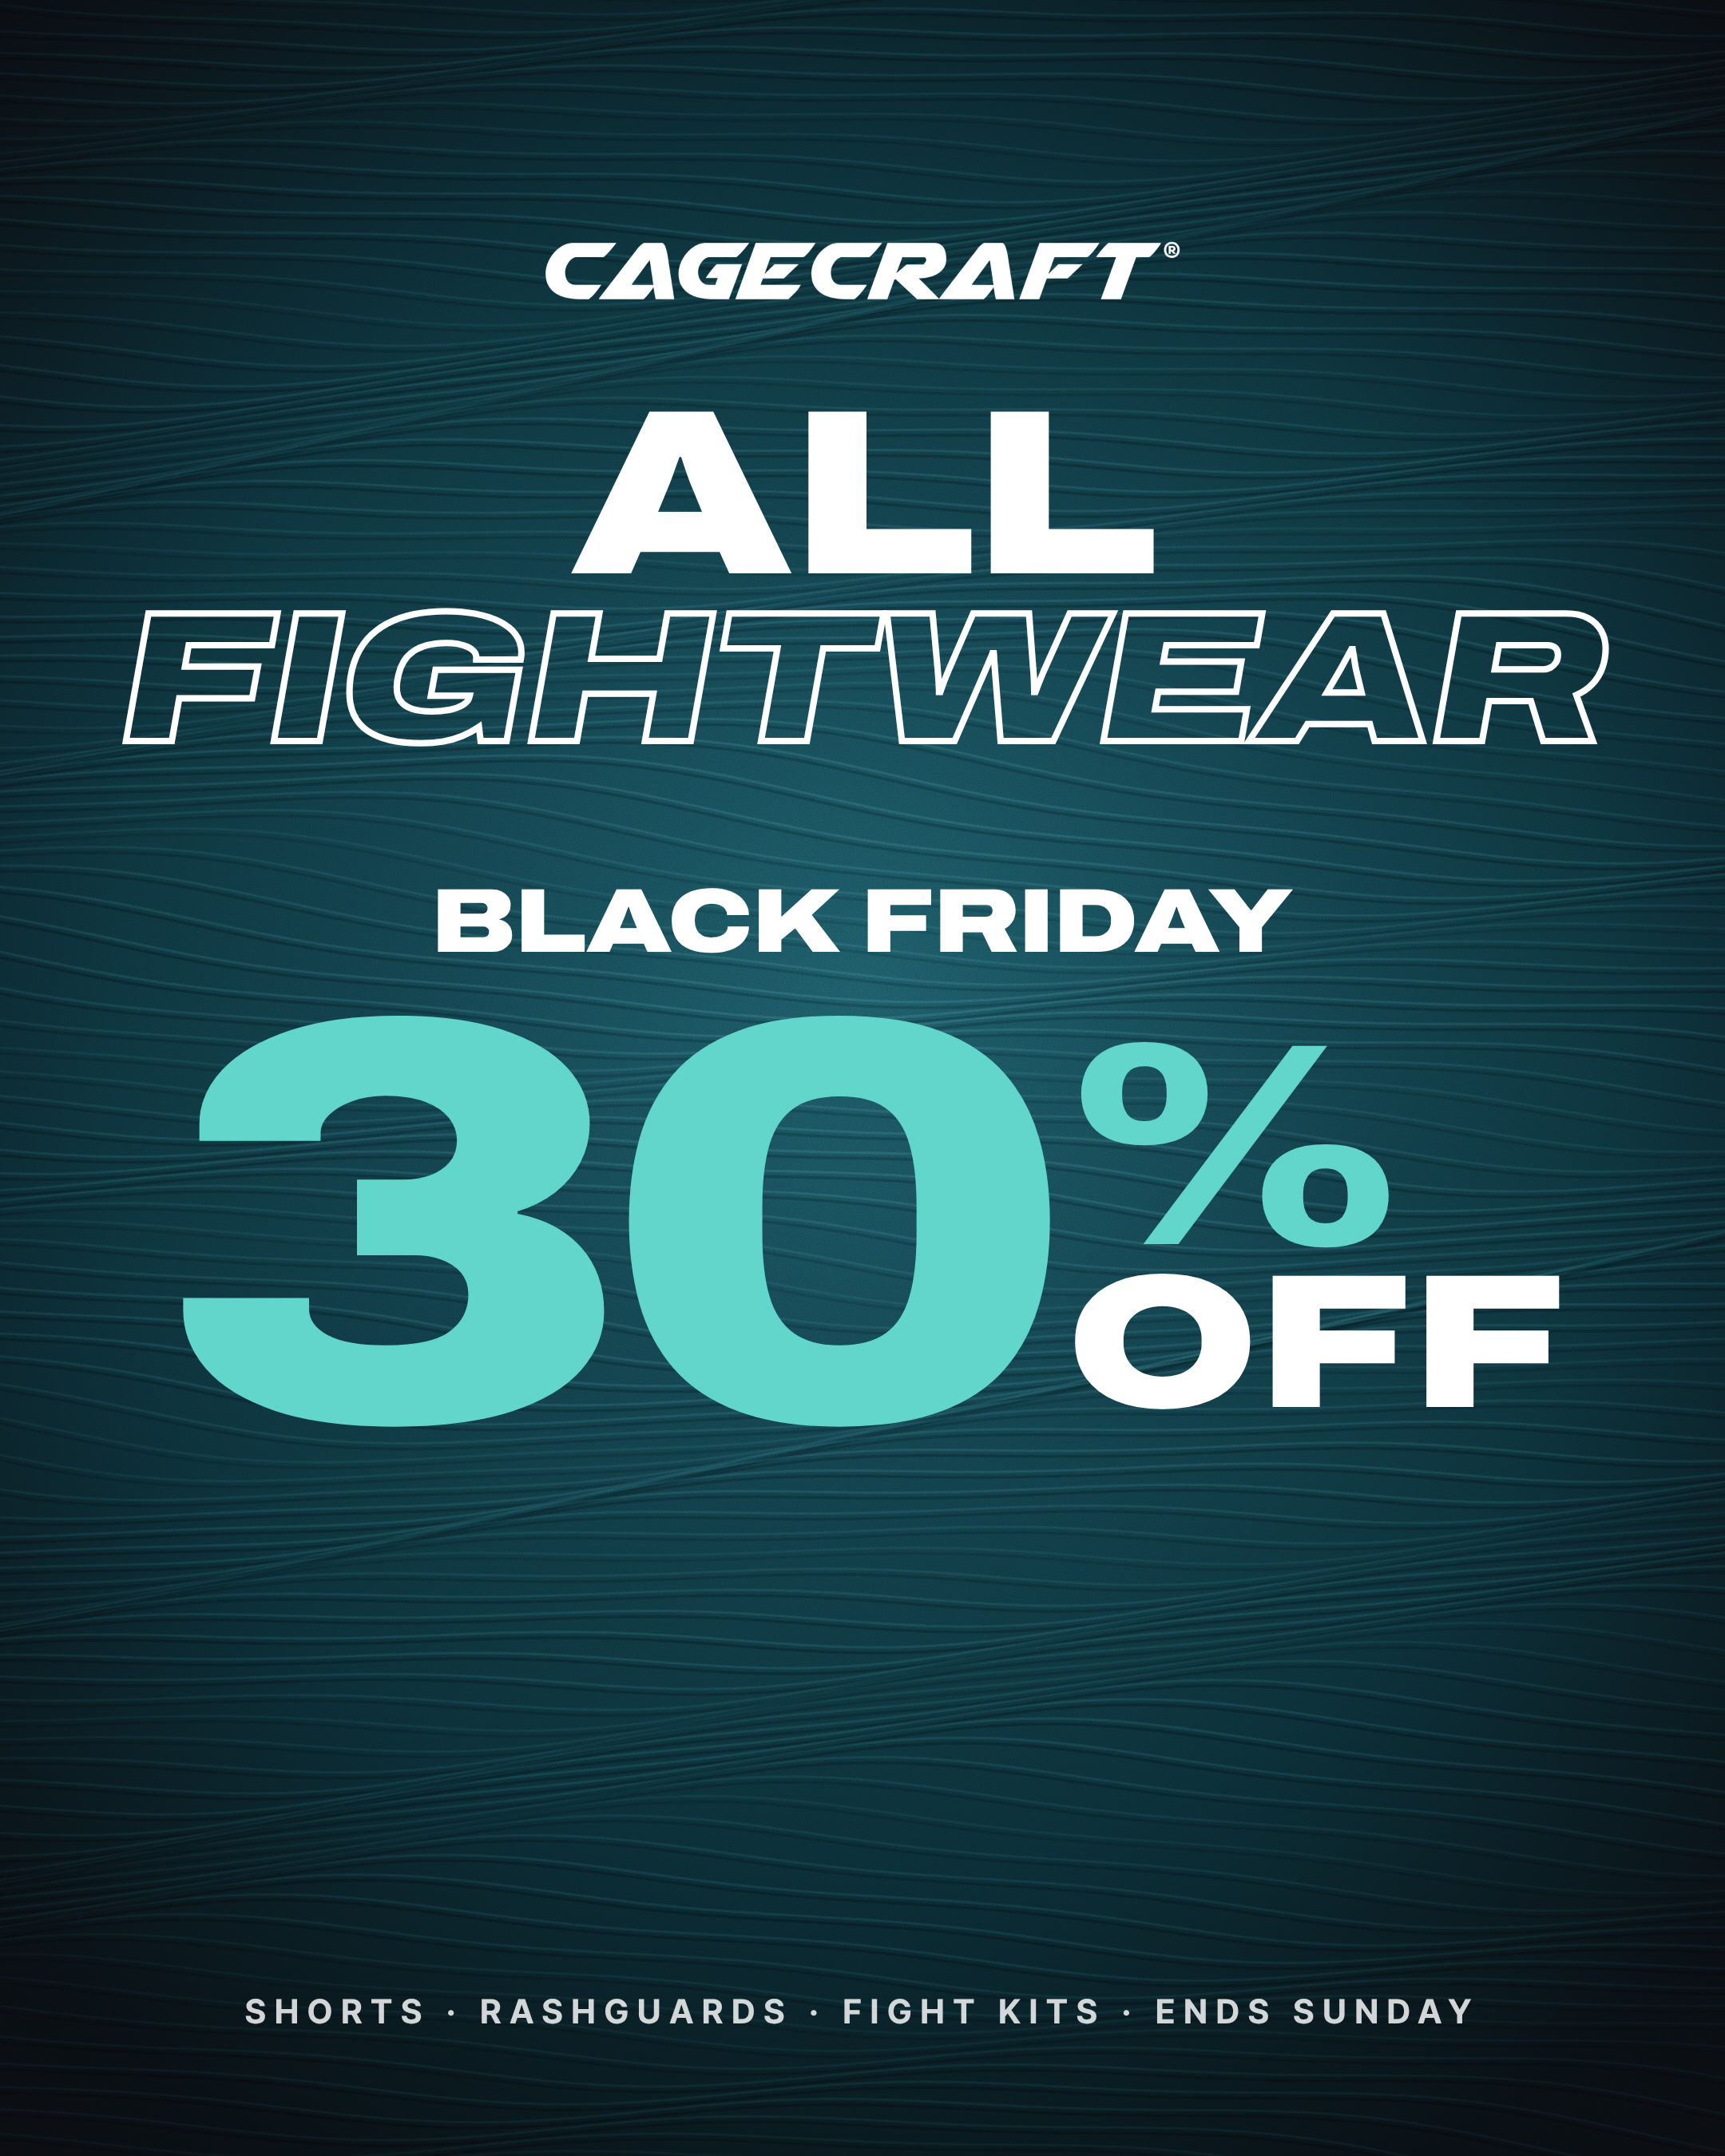 CAGECRAFT®
ALL
FIGHTWEAR
BLACK FRIDAY
30%
OFF
SHORTS · RASHGUARDS · FIGHT KITS · ENDS SUNDAY